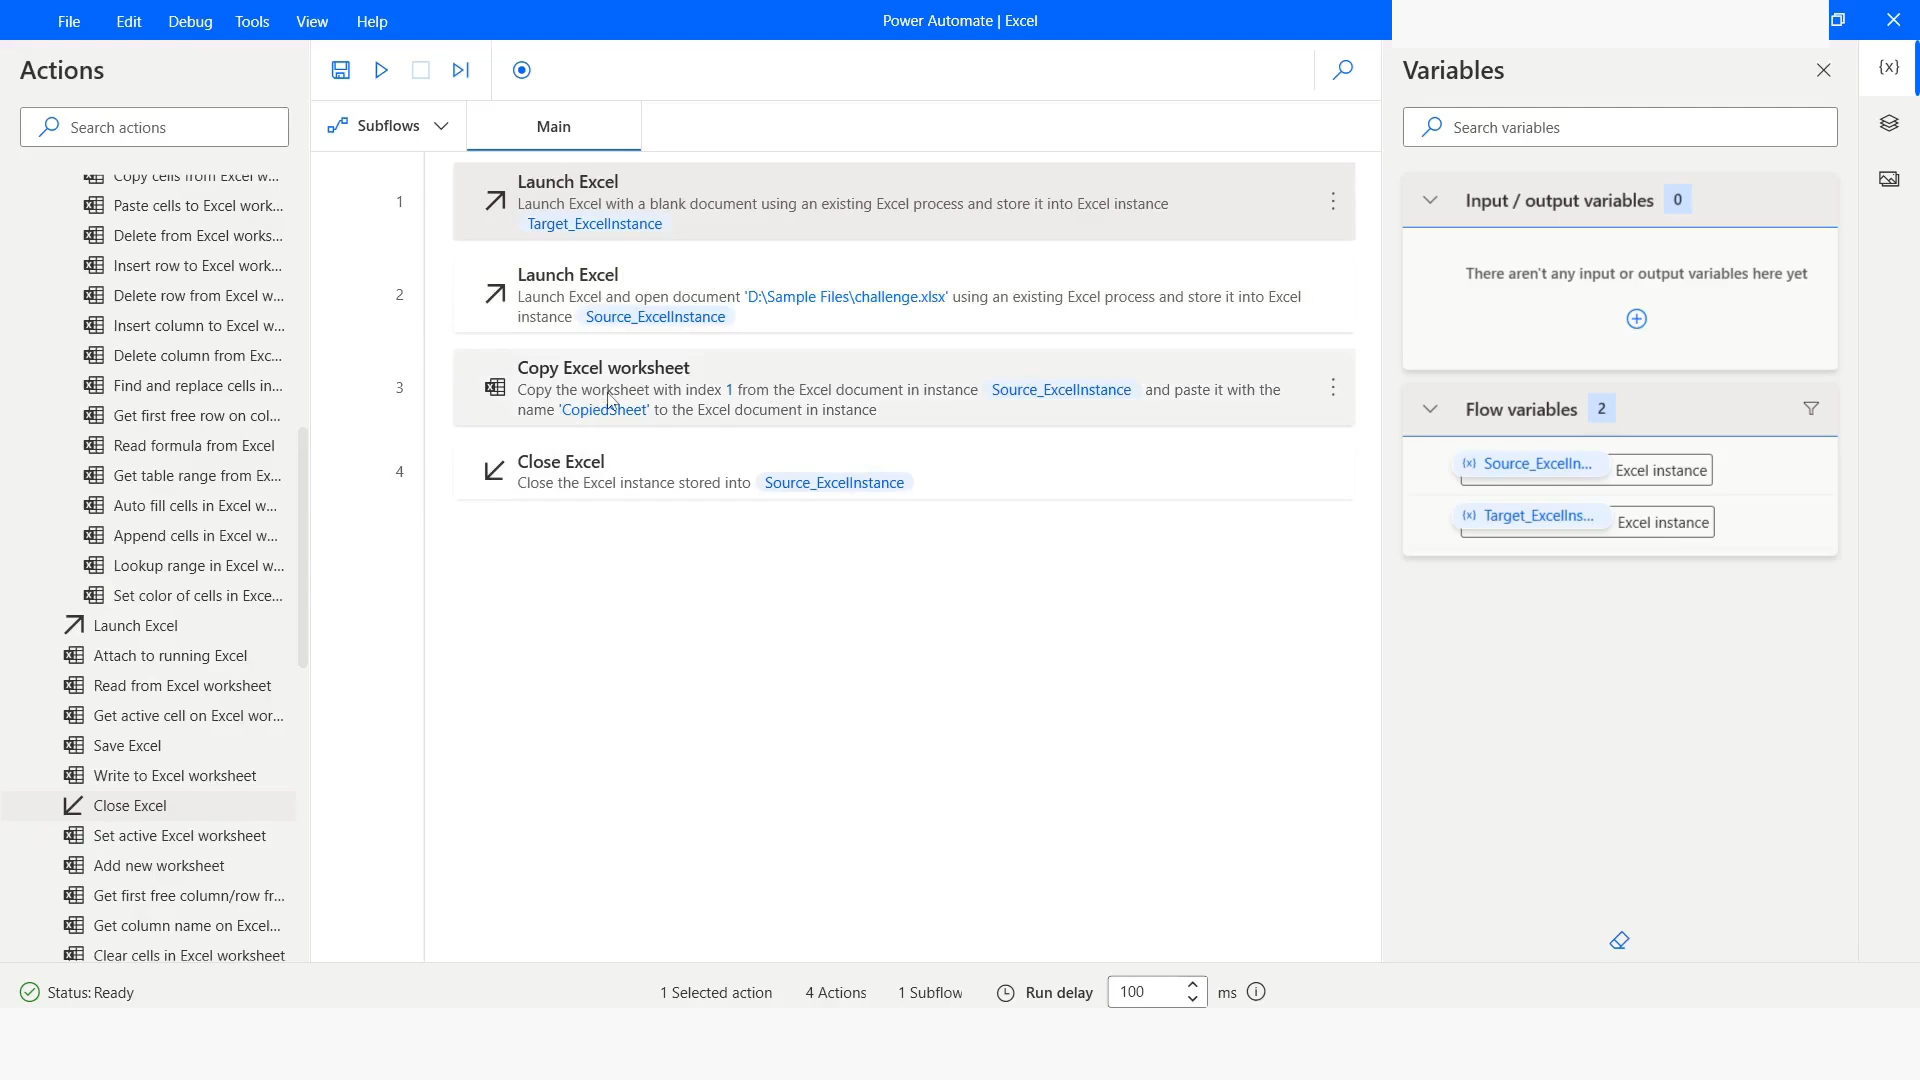 File Edit Debug Tools View Help
Power Automate | Excel
Actions
Search actions
Copy cells from Excel w...
Paste cells to Excel work...
Delete from Excel works...
Insert row to Excel work...
Delete row from Excel w...
Insert column to Excel w...
Delete column from Exc...
Find and replace cells in...
Get first free row on col...
Read formula from Excel
Get table range from Ex...
Auto fill cells in Excel w...
Append cells in Excel w...
Lookup range in Excel w...
Set color of cells in Exce...
Launch Excel
Attach to running Excel
Read from Excel worksheet
Get active cell on Excel wor...
Save Excel
Write to Excel worksheet
Close Excel
Set active Excel worksheet
Add new worksheet
Get first free column/row fr...
Get column name on Excel...
Clear cells in Excel worksheet
Subflows
Main
1
Launch Excel
Launch Excel with a blank document using an existing Excel process and store it into Excel instance
Target_ExcelInstance
2
Launch Excel
Launch Excel and open document 'D:\Sample Files\challenge.xlsx' using an existing Excel process and store it into Excel
instance Source_ExcelInstance
3
Copy Excel worksheet
Copy the worksheet with index 1 from the Excel document in instance Source_ExcelInstance and paste it with the
name 'CopiedSheet' to the Excel document in instance
4
Close Excel
Close the Excel instance stored into Source_ExcelInstance
Variables
{x}
Search variables
Input / output variables 0
There aren't any input or output variables here yet
Flow variables 2
(x) Source_ExcelIn... Excel instance
(x) Target_ExcelIns... Excel instance
Status: Ready
1 Selected action
4 Actions
1 Subflow
Run delay 100 ms